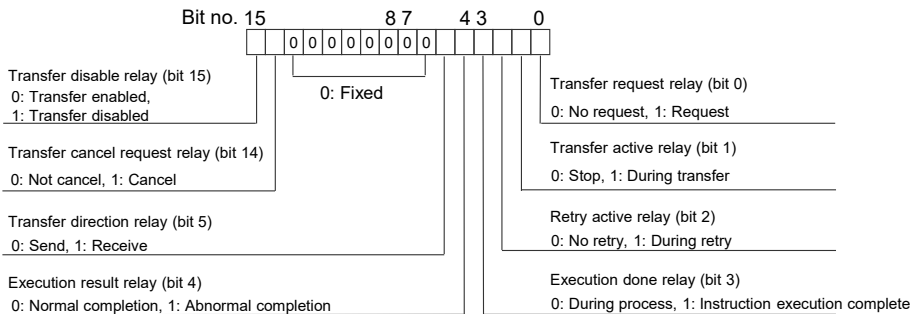 Bit no. 15 8 7 4 3 0
0 0 0 0 0 0 0 0
0: Fixed
Transfer disable relay (bit 15)
0: Transfer enabled,
1: Transfer disabled
Transfer cancel request relay (bit 14)
0: Not cancel, 1: Cancel
Transfer direction relay (bit 5)
0: Send, 1: Receive
Execution result relay (bit 4)
0: Normal completion, 1: Abnormal completion
Transfer request relay (bit 0)
0: No request, 1: Request
Transfer active relay (bit 1)
0: Stop, 1: During transfer
Retry active relay (bit 2)
0: No retry, 1: During retry
Execution done relay (bit 3)
0: During process, 1: Instruction execution complete